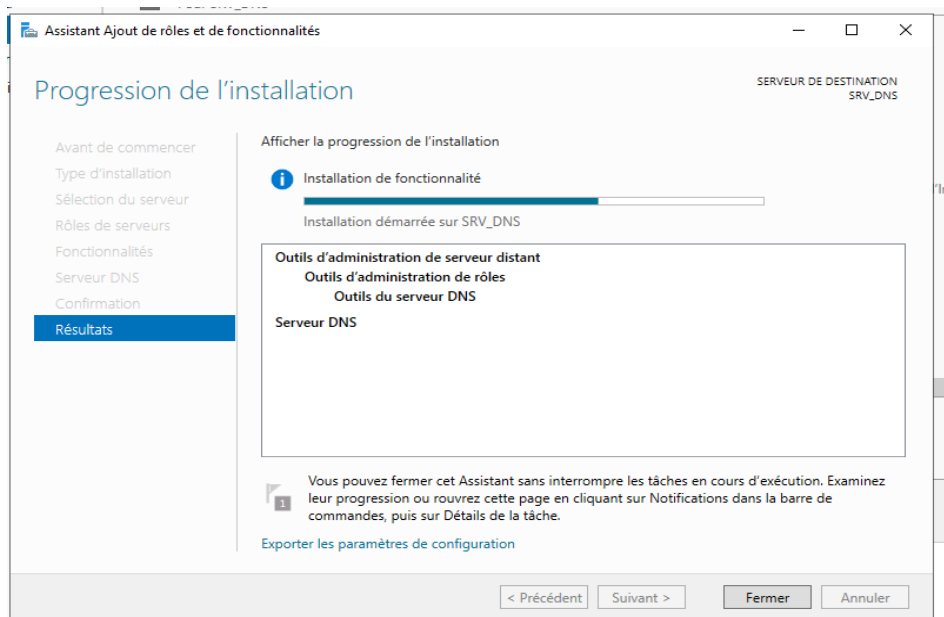 Assistant Ajout de rôles et de fonctionnalités
Progression de l'installation
SERVEUR DE DESTINATION
SRV_DNS
Avant de commencer
Type d'installation
Sélection du serveur
Rôles de serveurs
Fonctionnalités
Serveur DNS
Confirmation
Résultats
Afficher la progression de l'installation
Installation de fonctionnalité
Installation démarrée sur SRV_DNS
Outils d'administration de serveur distant
Outils d'administration de rôles
Outils du serveur DNS
Serveur DNS
1
Vous pouvez fermer cet Assistant sans interrompre les tâches en cours d'exécution. Examinez
leur progression ou rouvrez cette page en cliquant sur Notifications dans la barre de
commandes, puis sur Détails de la tâche.
Exporter les paramètres de configuration
< Précédent
Suivant >
Fermer
Annuler